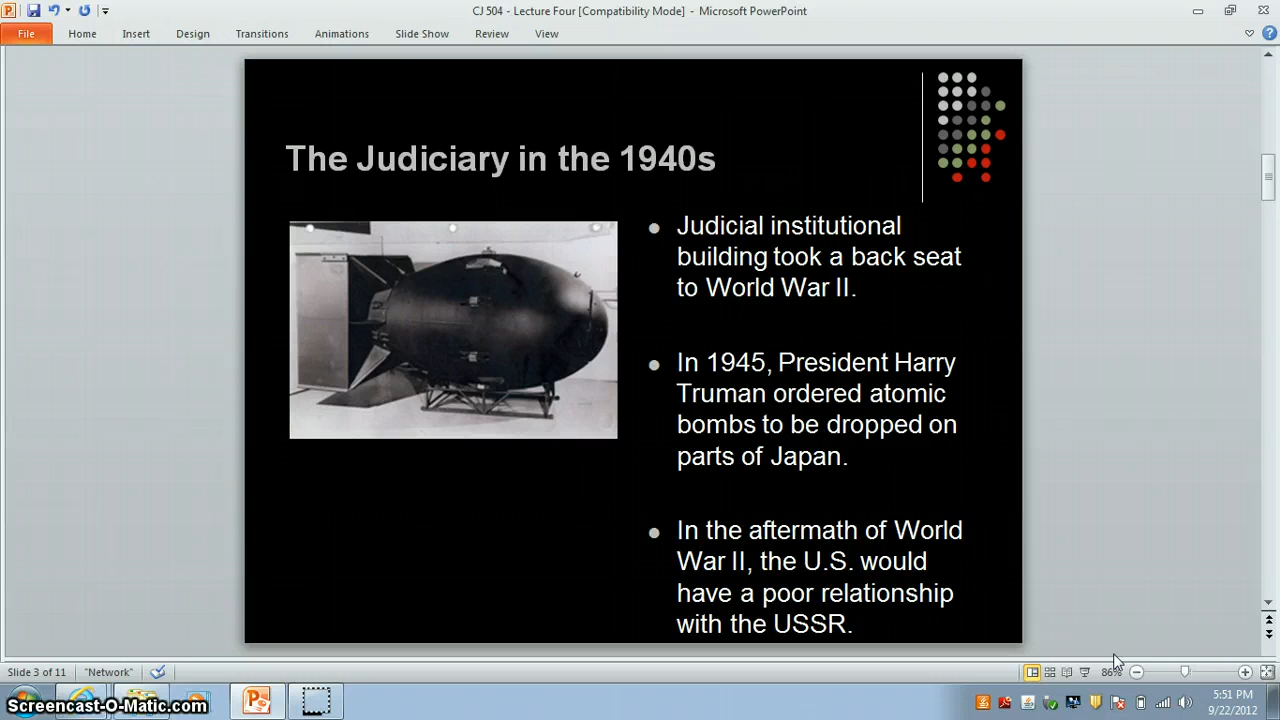 CJ 504 - Lecture Four [Compatibility Mode] - Microsoft PowerPoint
File Home Insert Design Transitions Animations Slide Show Review View
The Judiciary in the 1940s
Judicial institutional
building took a back seat
to World War II.
In 1945, President Harry
Truman ordered atomic
bombs to be dropped on
parts of Japan.
In the aftermath of World
War II, the U.S. would
have a poor relationship
with the USSR.
Slide 3 of 11 "Network" 86%
Screencast-O-Matic.com
5:51 PM
9/22/2012